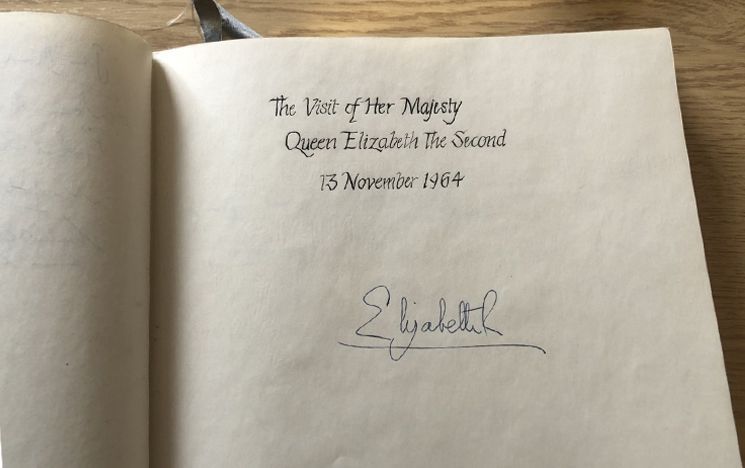 The Visit of Her Majesty
Queen Elizabeth The Second
13 November 1964
Elizabeth R